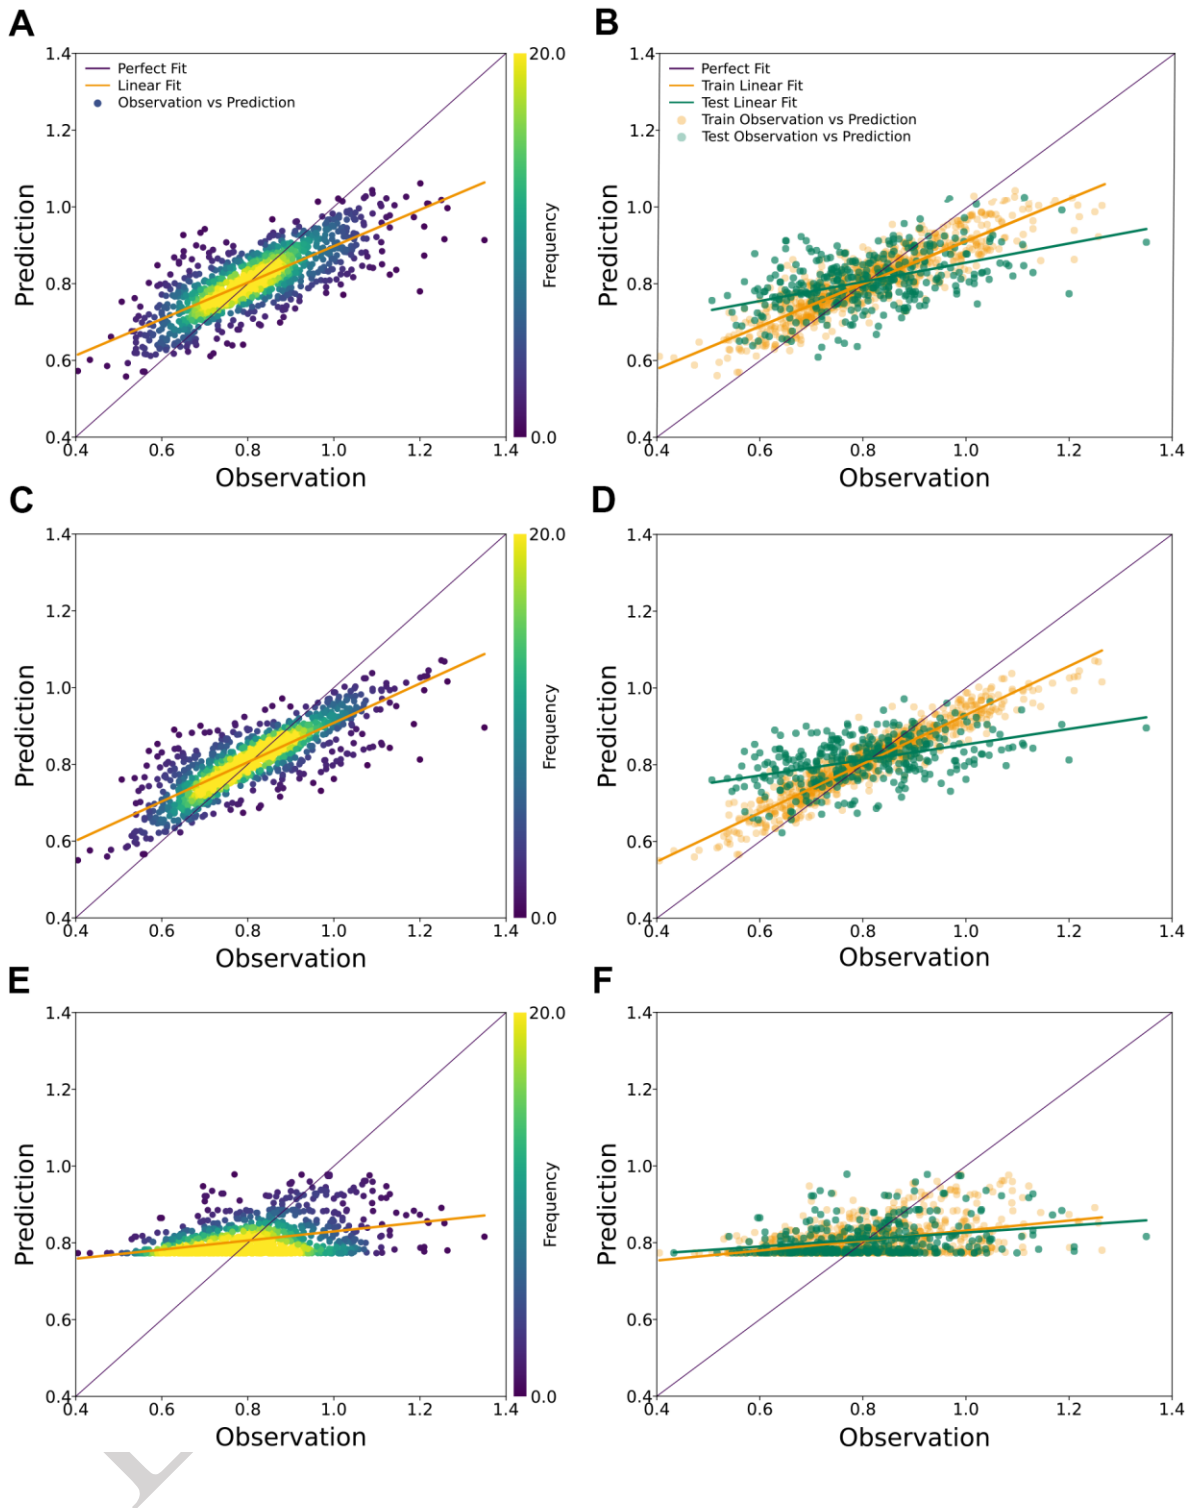 A
B
1.4
1.2
1.0
0.8
0.6
0.4
Prediction
Perfect Fit
Linear Fit
Observation vs Prediction
0.4 0.6 0.8 1.0 1.2 1.4
Observation
20.0
Frequency
0.0
1.4
1.2
1.0
0.8
0.6
0.4
Prediction
Perfect Fit
Train Linear Fit
Test Linear Fit
Train Observation vs Prediction
Test Observation vs Prediction
0.4 0.6 0.8 1.0 1.2 1.4
Observation
C
D
1.4
1.2
1.0
0.8
0.6
0.4
Prediction
0.4 0.6 0.8 1.0 1.2 1.4
Observation
20.0
Frequency
0.0
1.4
1.2
1.0
0.8
0.6
0.4
Prediction
0.4 0.6 0.8 1.0 1.2 1.4
Observation
E
F
1.4
1.2
1.0
0.8
0.6
0.4
Prediction
0.4 0.6 0.8 1.0 1.2 1.4
Observation
20.0
Frequency
0.0
1.4
1.2
1.0
0.8
0.6
0.4
Prediction
0.4 0.6 0.8 1.0 1.2 1.4
Observation